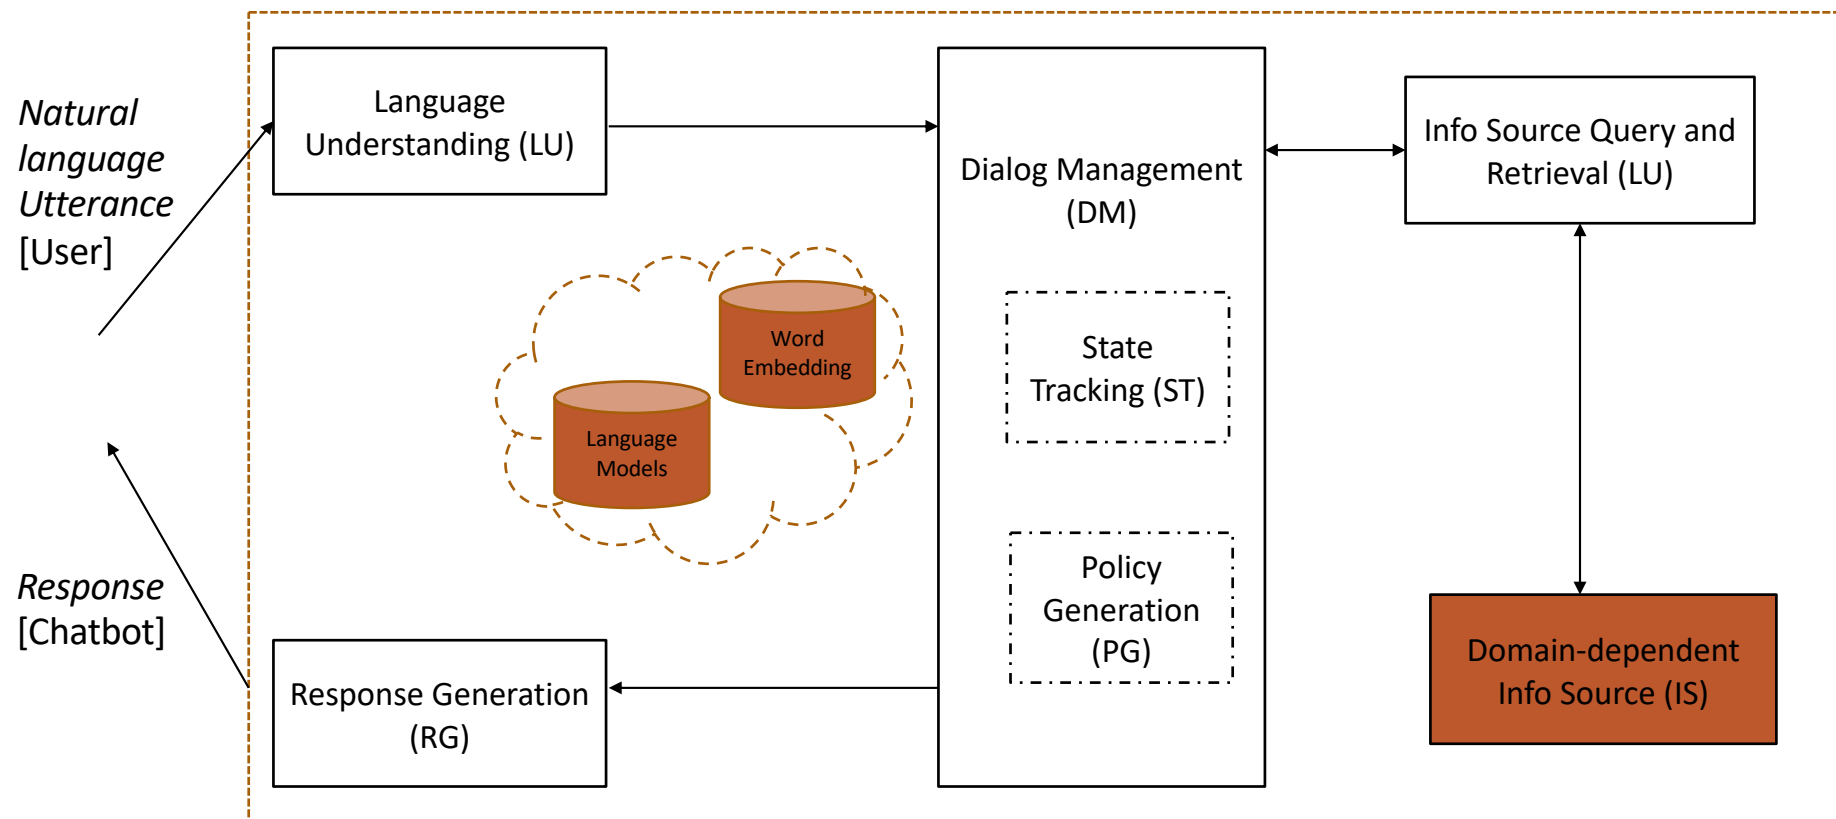 Natural
language
Utterance
[User]
Language
Understanding (LU)
Dialog Management
(DM)
Info Source Query and
Retrieval (LU)
Word
Embedding
Language
Models
State
Tracking (ST)
Policy
Generation
(PG)
Response
[Chatbot]
Response Generation
(RG)
Domain-dependent
Info Source (IS)